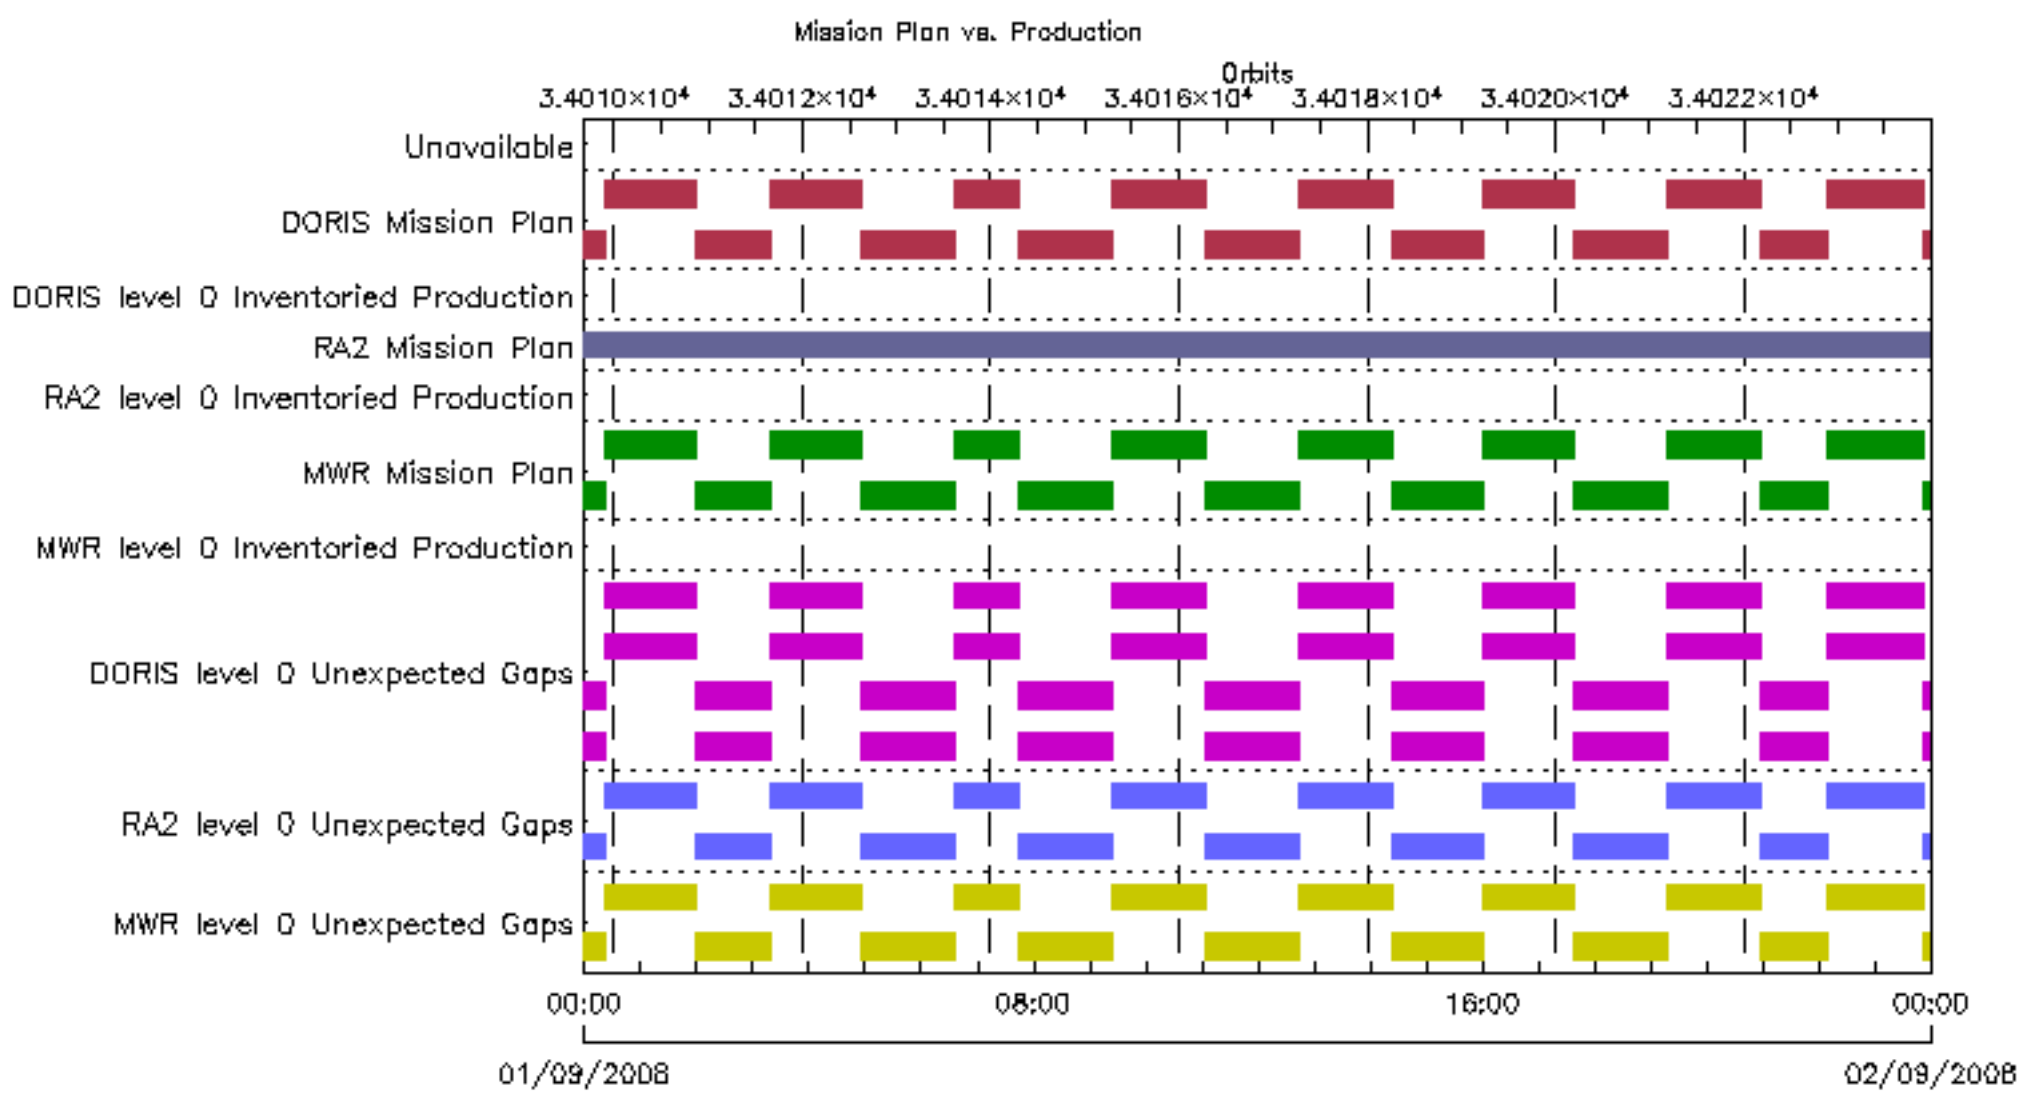 Mission Plan vs. Production
Orbits
3.4010×10⁴ 3.4012×10⁴ 3.4014×10⁴ 3.4016×10⁴ 3.4018×10⁴ 3.4020×10⁴ 3.4022×10⁴
Unavailable
DORIS Mission Plan
DORIS level 0 Inventoried Production
RA2 Mission Plan
RA2 level 0 Inventoried Production
MWR Mission Plan
MWR level 0 Inventoried Production
DORIS level 0 Unexpected Gaps
RA2 level 0 Unexpected Gaps
MWR level 0 Unexpected Gaps
00:00 08:00 16:00 00:00
01/09/2008 02/09/2008